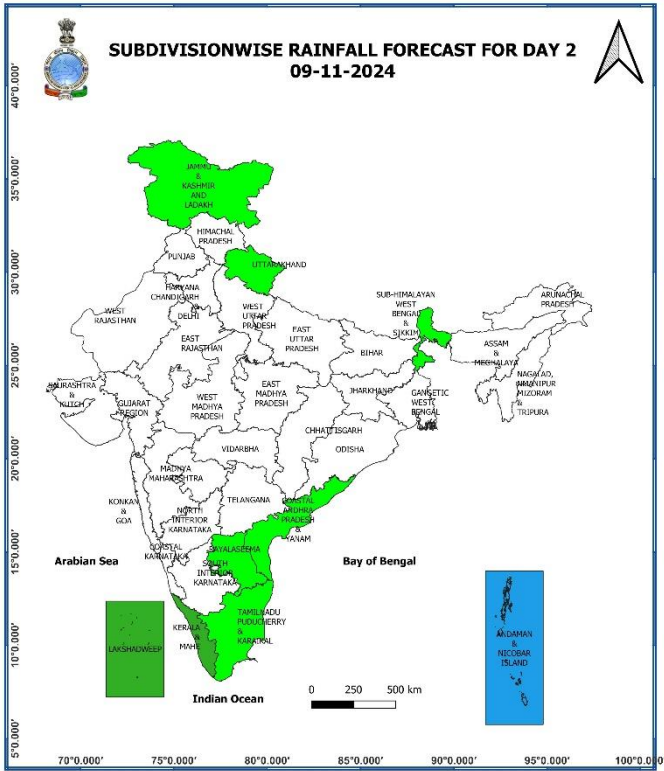 SUBDIVISIONWISE RAINFALL FORECAST FOR DAY 2
09-11-2024
40°0.000'
35°0.000'
30°0.000'
25°0.000'
20°0.000'
15°0.000'
10°0.000'
5°0.000'
JAMMU
&
KASHMIR
AND
LADAKH
HIMACHAL
PRADESH
PUNJAB
UTTARAKHAND
HARYANA
CHANDIGARH
&
DELHI
WEST
RAJASTHAN
WEST
UTTAR
PRADESH
EAST
RAJASTHAN
EAST
UTTAR
PRADESH
SUB-HIMALAYAN
WEST
BENGAL
&
SIKKIM
ARUNACHAL
PRADESH
ASSAM
&
MEGHALAYA
BIHAR
NAGALAD,
MANIPUR
MIZORAM
&
TRIPURA
SAURASHTRA
&
KUTCH
GUJARAT
REGION
WEST
MADHYA
PRADESH
EAST
MADHYA
PRADESH
JHARKHAND
GANGETIC
WEST
BENGAL
CHHATTISGARH
ODISHA
VIDARBHA
MADHYA
MAHARASHTRA
KONKAN
&
GOA
NORTH
INTERIOR
KARNATAKA
TELANGANA
COASTAL
ANDHRA
PRADESH
&
YANAM
COASTAL
KARNATAKA
RAYALASEEMA
SOUTH
INTERIOR
KARNATAKA
Arabian Sea
Bay of Bengal
LAKSHADWEEP
KERALA
&
MAHE
TAMILNADU
PUDUCHERRY
&
KARAIKAL
ANDAMAN
&
NICOBAR
ISLAND
Indian Ocean
0 250 500 km
70°0.000' 75°0.000' 80°0.000' 85°0.000' 90°0.000' 95°0.000' 100°0.000'